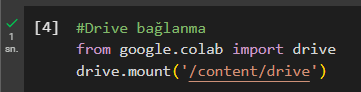 [4] #Drive bağlanma
from google.colab import drive
drive.mount('/content/drive')
1
sn.